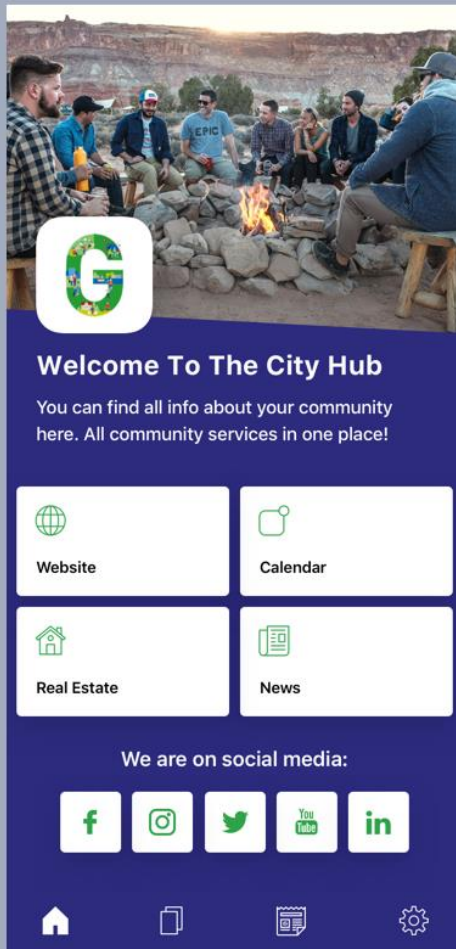 EPIC
G
Welcome To The City Hub
You can find all info about your community
here. All community services in one place!
Website
Calendar
Real Estate
News
We are on social media:
f
You
Tube
in